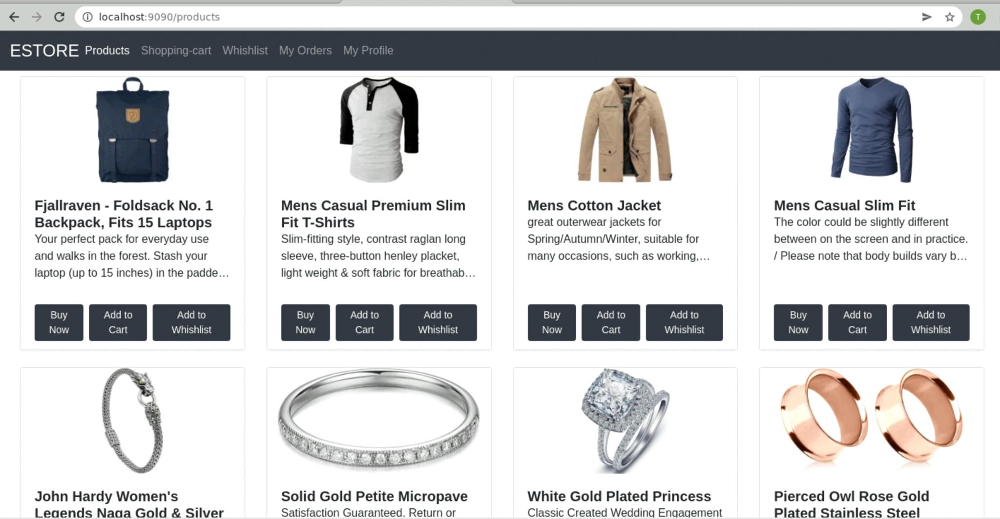 localhost:9090/products
T
ESTORE Products Shopping-cart Whishlist My Orders My Profile
Fjallraven - Foldsack No. 1
Backpack, Fits 15 Laptops
Your perfect pack for everyday use
and walks in the forest. Stash your
laptop (up to 15 inches) in the padde...
Buy
Now
Add to
Cart
Add to
Whishlist
Mens Casual Premium Slim
Fit T-Shirts
Slim-fitting style, contrast raglan long
sleeve, three-button henley placket,
light weight & soft fabric for breathab...
Buy
Now
Add to
Cart
Add to
Whishlist
Mens Cotton Jacket
great outerwear jackets for
Spring/Autumn/Winter, suitable for
many occasions, such as working,...
Buy
Now
Add to
Cart
Add to
Whishlist
Mens Casual Slim Fit
The color could be slightly different
between on the screen and in practice.
/ Please note that body builds vary b...
Buy
Now
Add to
Cart
Add to
Whishlist
John Hardy Women's
Legends Naga Gold & Silver
Solid Gold Petite Micropave
Satisfaction Guaranteed. Return or
White Gold Plated Princess
Classic Created Wedding Engagement
Pierced Owl Rose Gold
Plated Stainless Steel